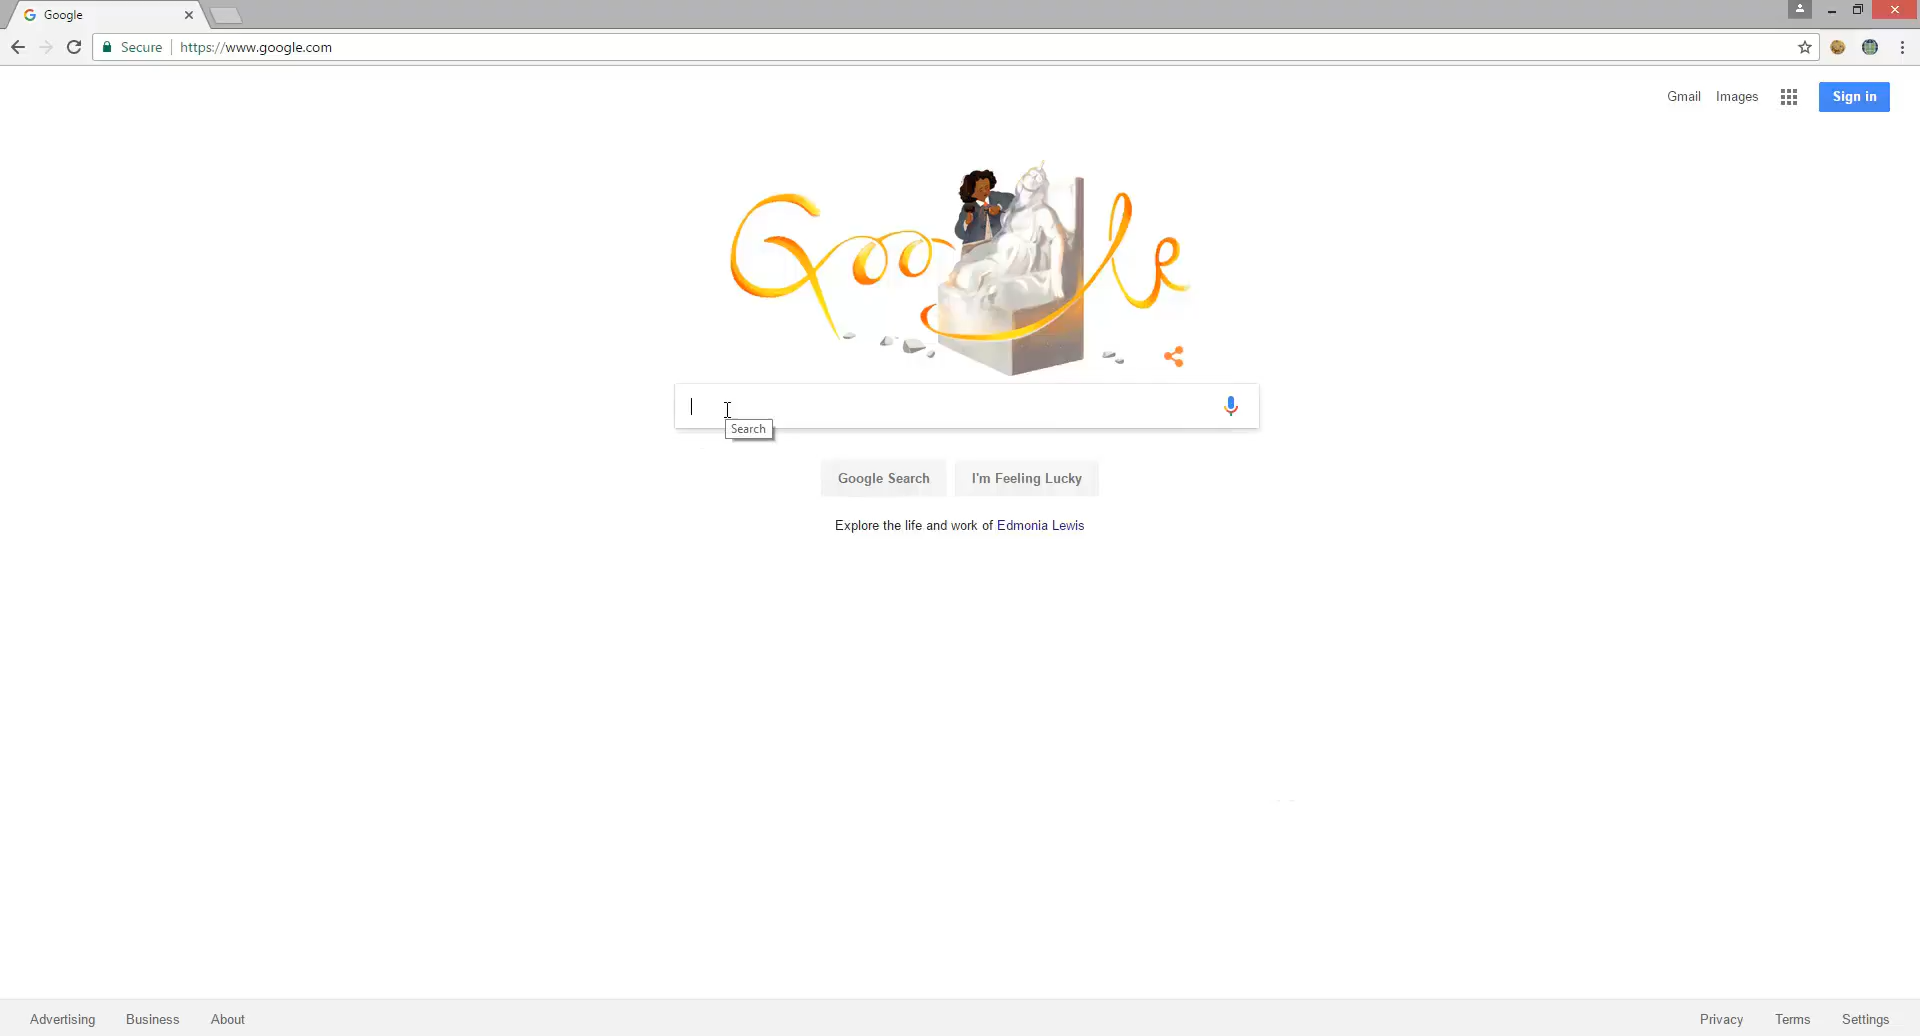 Google
Secure https://www.google.com
Gmail Images Sign in
Google
Search
Google Search I'm Feeling Lucky
Explore the life and work of Edmonia Lewis
Advertising Business About Privacy Terms Settings